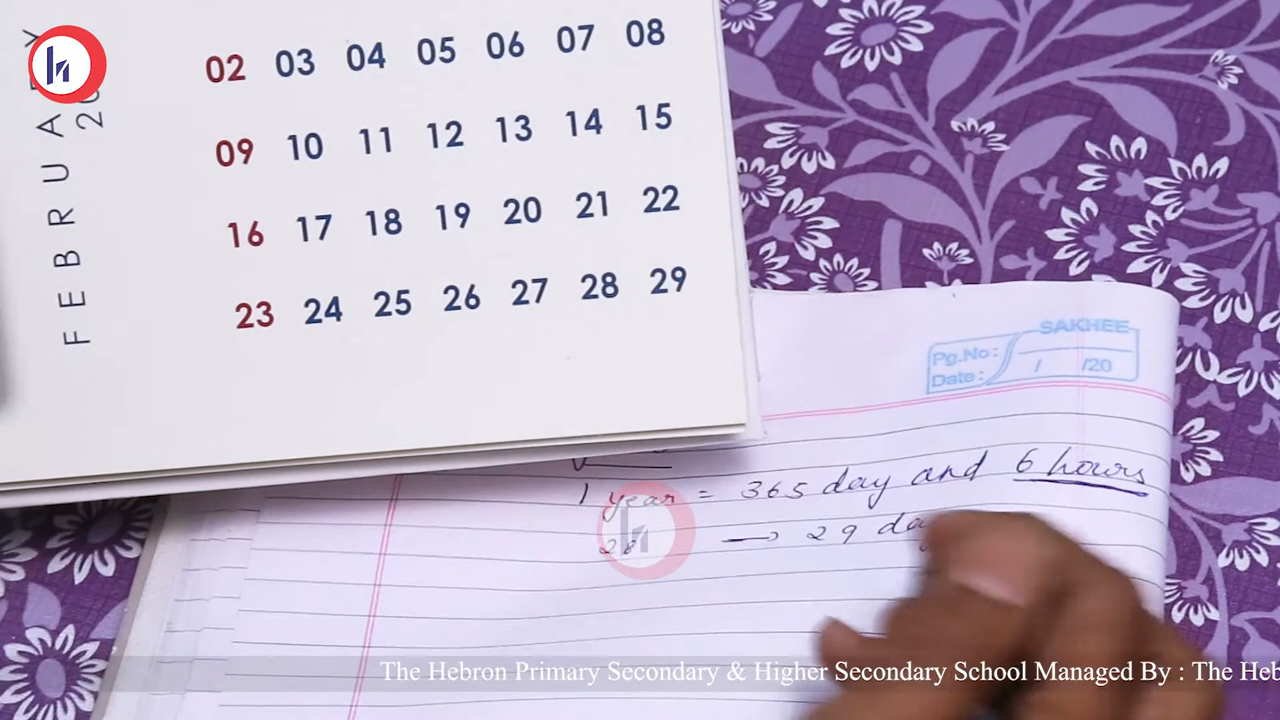 FEBRUARY
02 03 04 05 06 07 08
09 10 11 12 13 14 15
16 17 18 19 20 21 22
23 24 25 26 27 28 29
SAKHEE
Pg.No:
Date: / /20
1 year = 365 day and 6 hours
28 → 29
The Hebron Primary Secondary & Higher Secondary School Managed By : The Heb